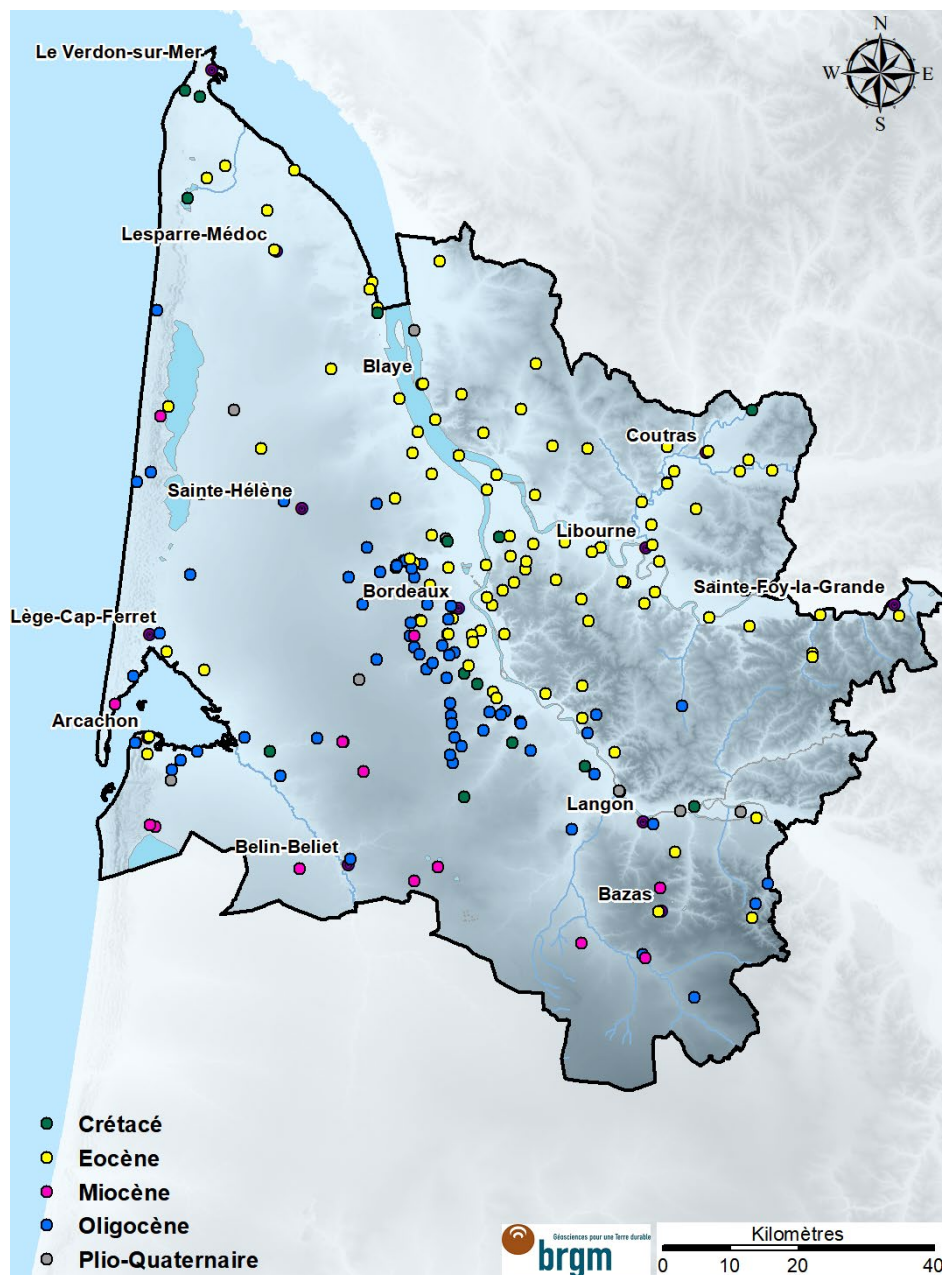 N
W
E
S
Le Verdon-sur-Mer
Lesparre-Médoc
Blaye
Coutras
Sainte-Hélène
Libourne
Bordeaux
Sainte-Foy-la-Grande
Lège-Cap-Ferret
Arcachon
Langon
Belin-Beliet
Bazas
Crétacé
Eocène
Miocène
Oligocène
Plio-Quaternaire
Géosciences pour une Terre durable
brgm
Kilomètres
0 10 20 40